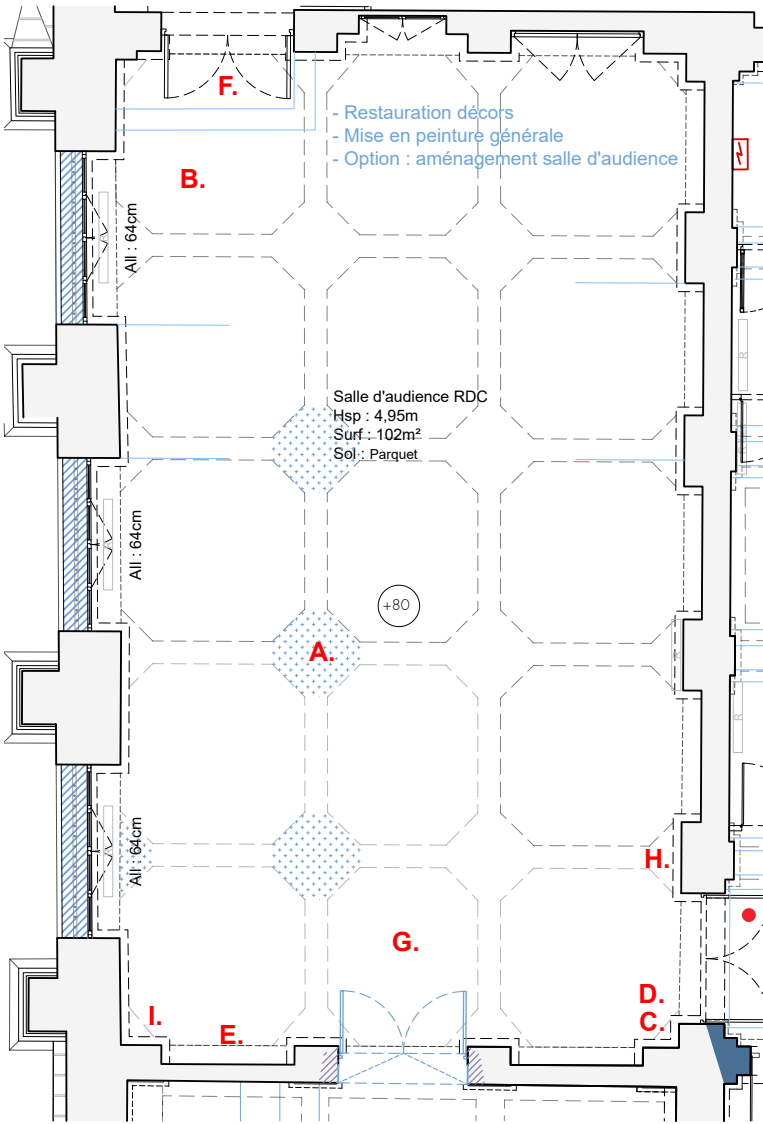 F.
- Restauration décors
- Mise en peinture générale
- Option : aménagement salle d'audience
B.
All : 64cm
R
Salle d'audience RDC
Hsp : 4,95m
Surf : 102m²
Sol : Parquet
All : 64cm
+80
A.
R
All : 64cm
H.
G.
D.
C.
I.
E.